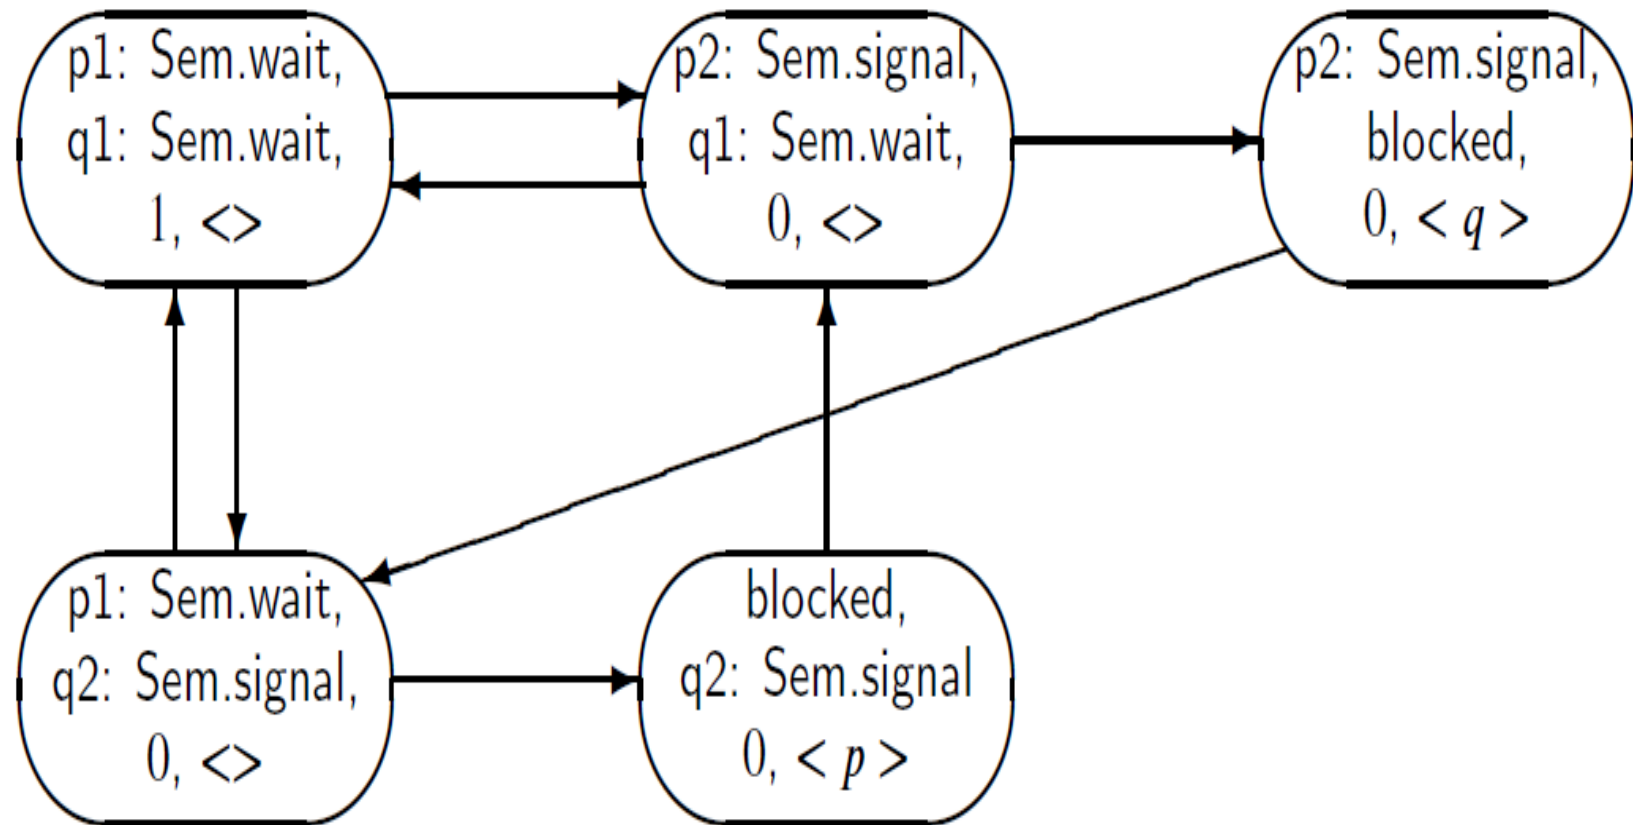 p1: Sem.wait,
q1: Sem.wait,
1, <>
p2: Sem.signal,
q1: Sem.wait,
0, <>
p2: Sem.signal,
blocked,
0, < q >
p1: Sem.wait,
q2: Sem.signal,
0, <>
blocked,
q2: Sem.signal
0, < p >